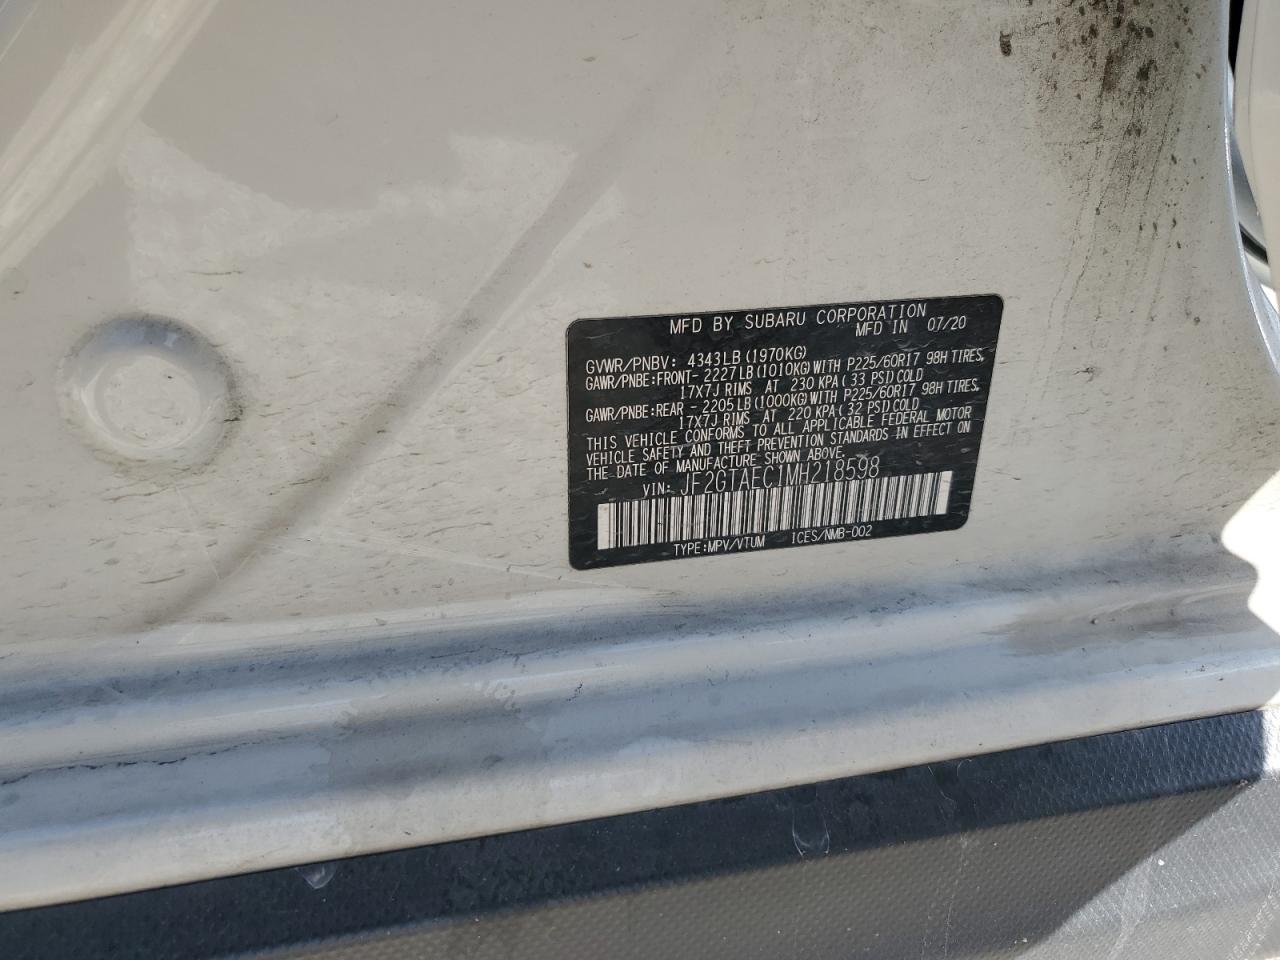 MFD BY SUBARU CORPORATION
MFD IN 07/20
GVWR/PNBV: 4343LB (1970KG)
GAWR/PNBE:FRONT- 2227LB (1010KG) WITH P225/60R17 98H TIRES,
17X7J RIMS AT 230 KPA ( 33 PSI) COLD
GAWR/PNBE:REAR - 2205LB (1000KG) WITH P225/60R17 98H TIRES,
17X7J RIMS AT 220 KPA ( 32 PSI) COLD
THIS VEHICLE CONFORMS TO ALL APPLICABLE FEDERAL MOTOR
VEHICLE SAFETY AND THEFT PREVENTION STANDARDS IN EFFECT ON
THE DATE OF MANUFACTURE SHOWN ABOVE.
VIN: JF2GTAEC1MH218598
TYPE:MPV/VTUM ICES/NMB-002